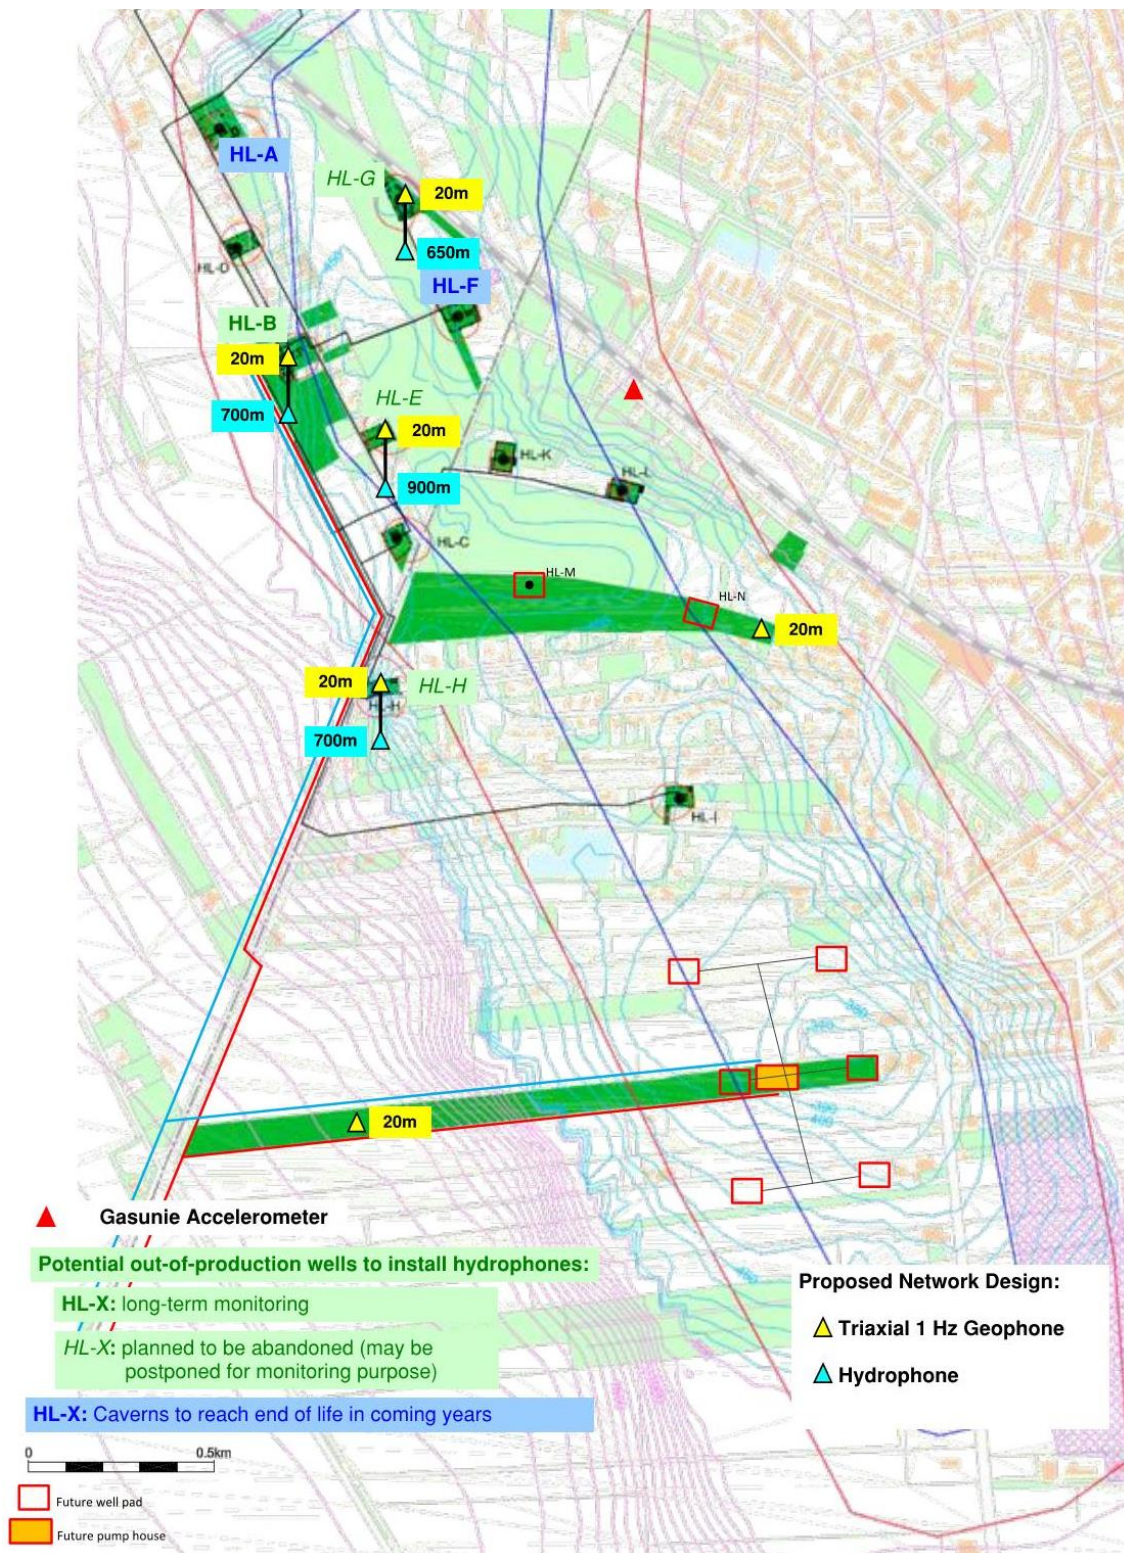 HL-A
HL-G
20m
650m
HL-D
HL-F
HL-B
20m
HL-E
700m
20m
HL-K
HL-L
900m
HL-C
HL-M
HL-N
20m
20m
HL-H
HL-H
700m
HL-I
20m
Gasunie Accelerometer
Potential out-of-production wells to install hydrophones:
HL-X: long-term monitoring
HL-X: planned to be abandoned (may be
postponed for monitoring purpose)
HL-X: Caverns to reach end of life in coming years
Proposed Network Design:
Triaxial 1 Hz Geophone
Hydrophone
0 0.5km
Future well pad
Future pump house